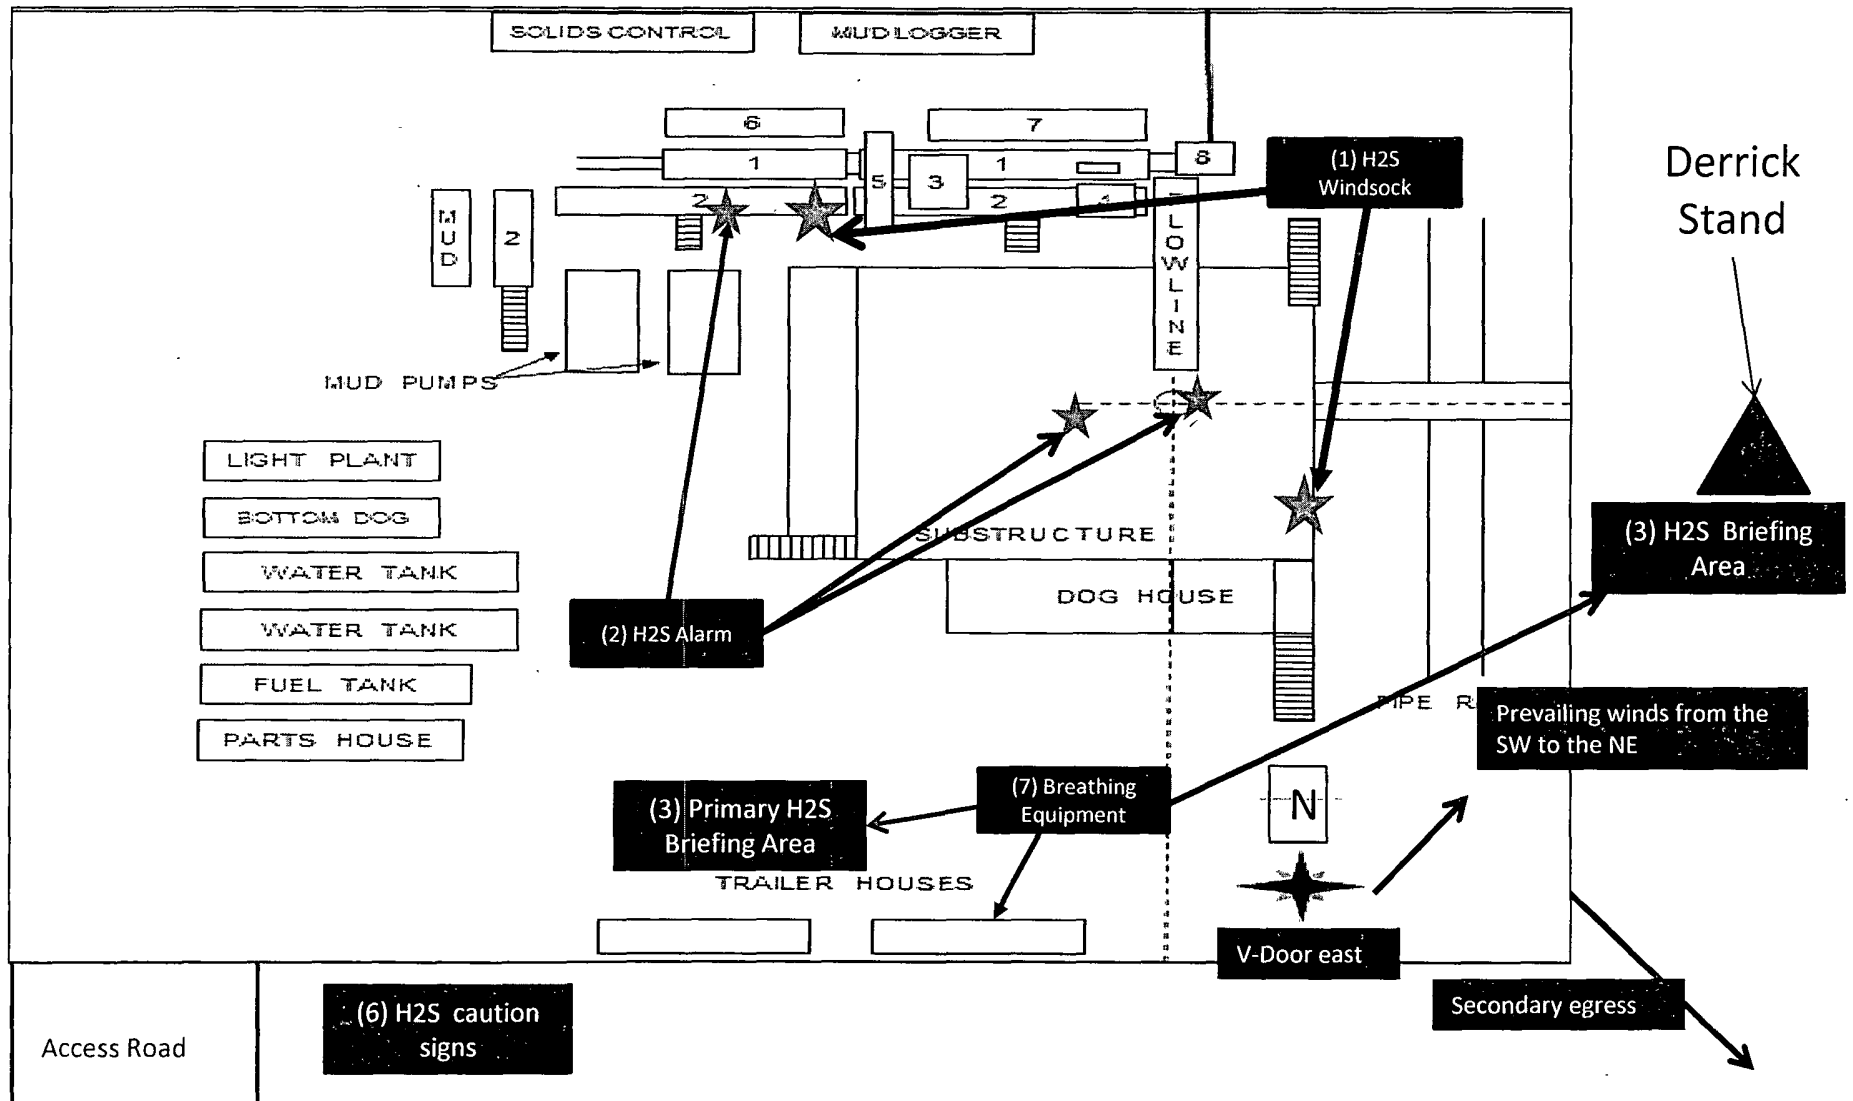 SOLIDS CONTROL
MUD LOGGER
6
7
1
1
8
5
3
2
2
4
(1) H2S
Windsock
Derrick
Stand
MUD
2
FLOWLINE
MUD PUMPS
LIGHT PLANT
BOTTOM DOG
WATER TANK
WATER TANK
FUEL TANK
PARTS HOUSE
SUBSTRUCTURE
DOG HOUSE
(2) H2S Alarm
(3) H2S Briefing
Area
PIPE R
Prevailing winds from the
SW to the NE
(3) Primary H2S
Briefing Area
(7) Breathing
Equipment
N
TRAILER HOUSES
V-Door east
Secondary egress
(6) H2S caution
signs
Access Road